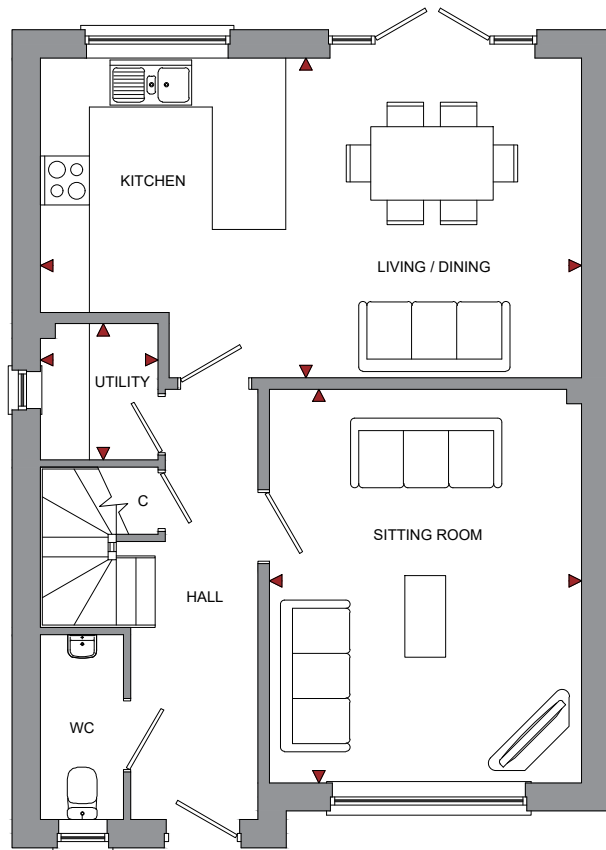 KITCHEN
LIVING / DINING
UTILITY
C
SITTING ROOM
HALL
WC